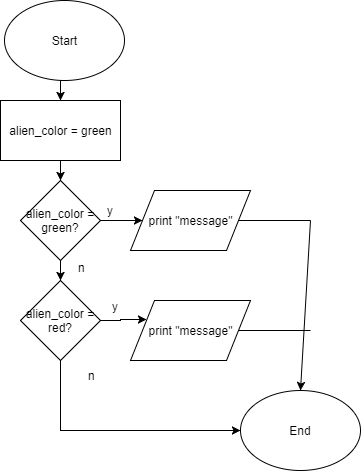 Start
alien_color = green
alien_color =
green?
y
print "message"
n
alien_color =
red?
y
print "message"
n
End